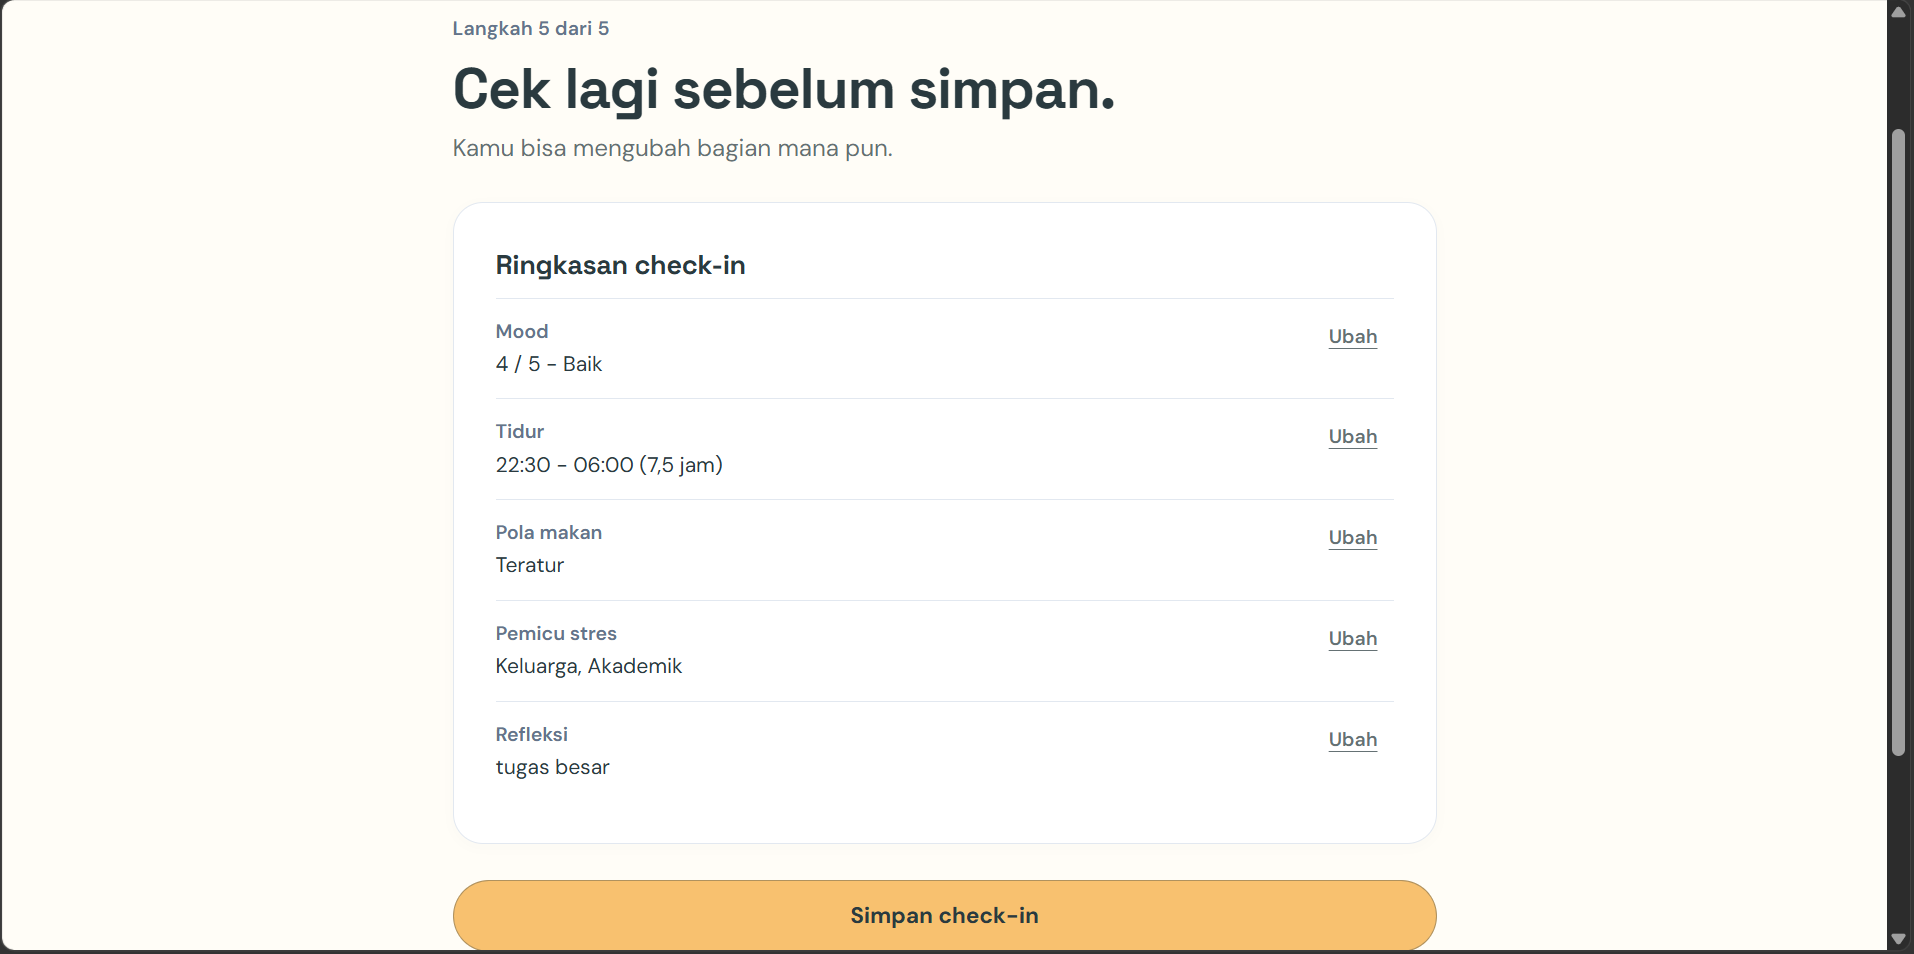 Langkah 5 dari 5
Cek lagi sebelum simpan.
Kamu bisa mengubah bagian mana pun.
Ringkasan check-in
Mood
Ubah
4 / 5 - Baik
Tidur
Ubah
22:30 - 06:00 (7,5 jam)
Pola makan
Ubah
Teratur
Pemicu stres
Ubah
Keluarga, Akademik
Refleksi
Ubah
tugas besar
Simpan check-in